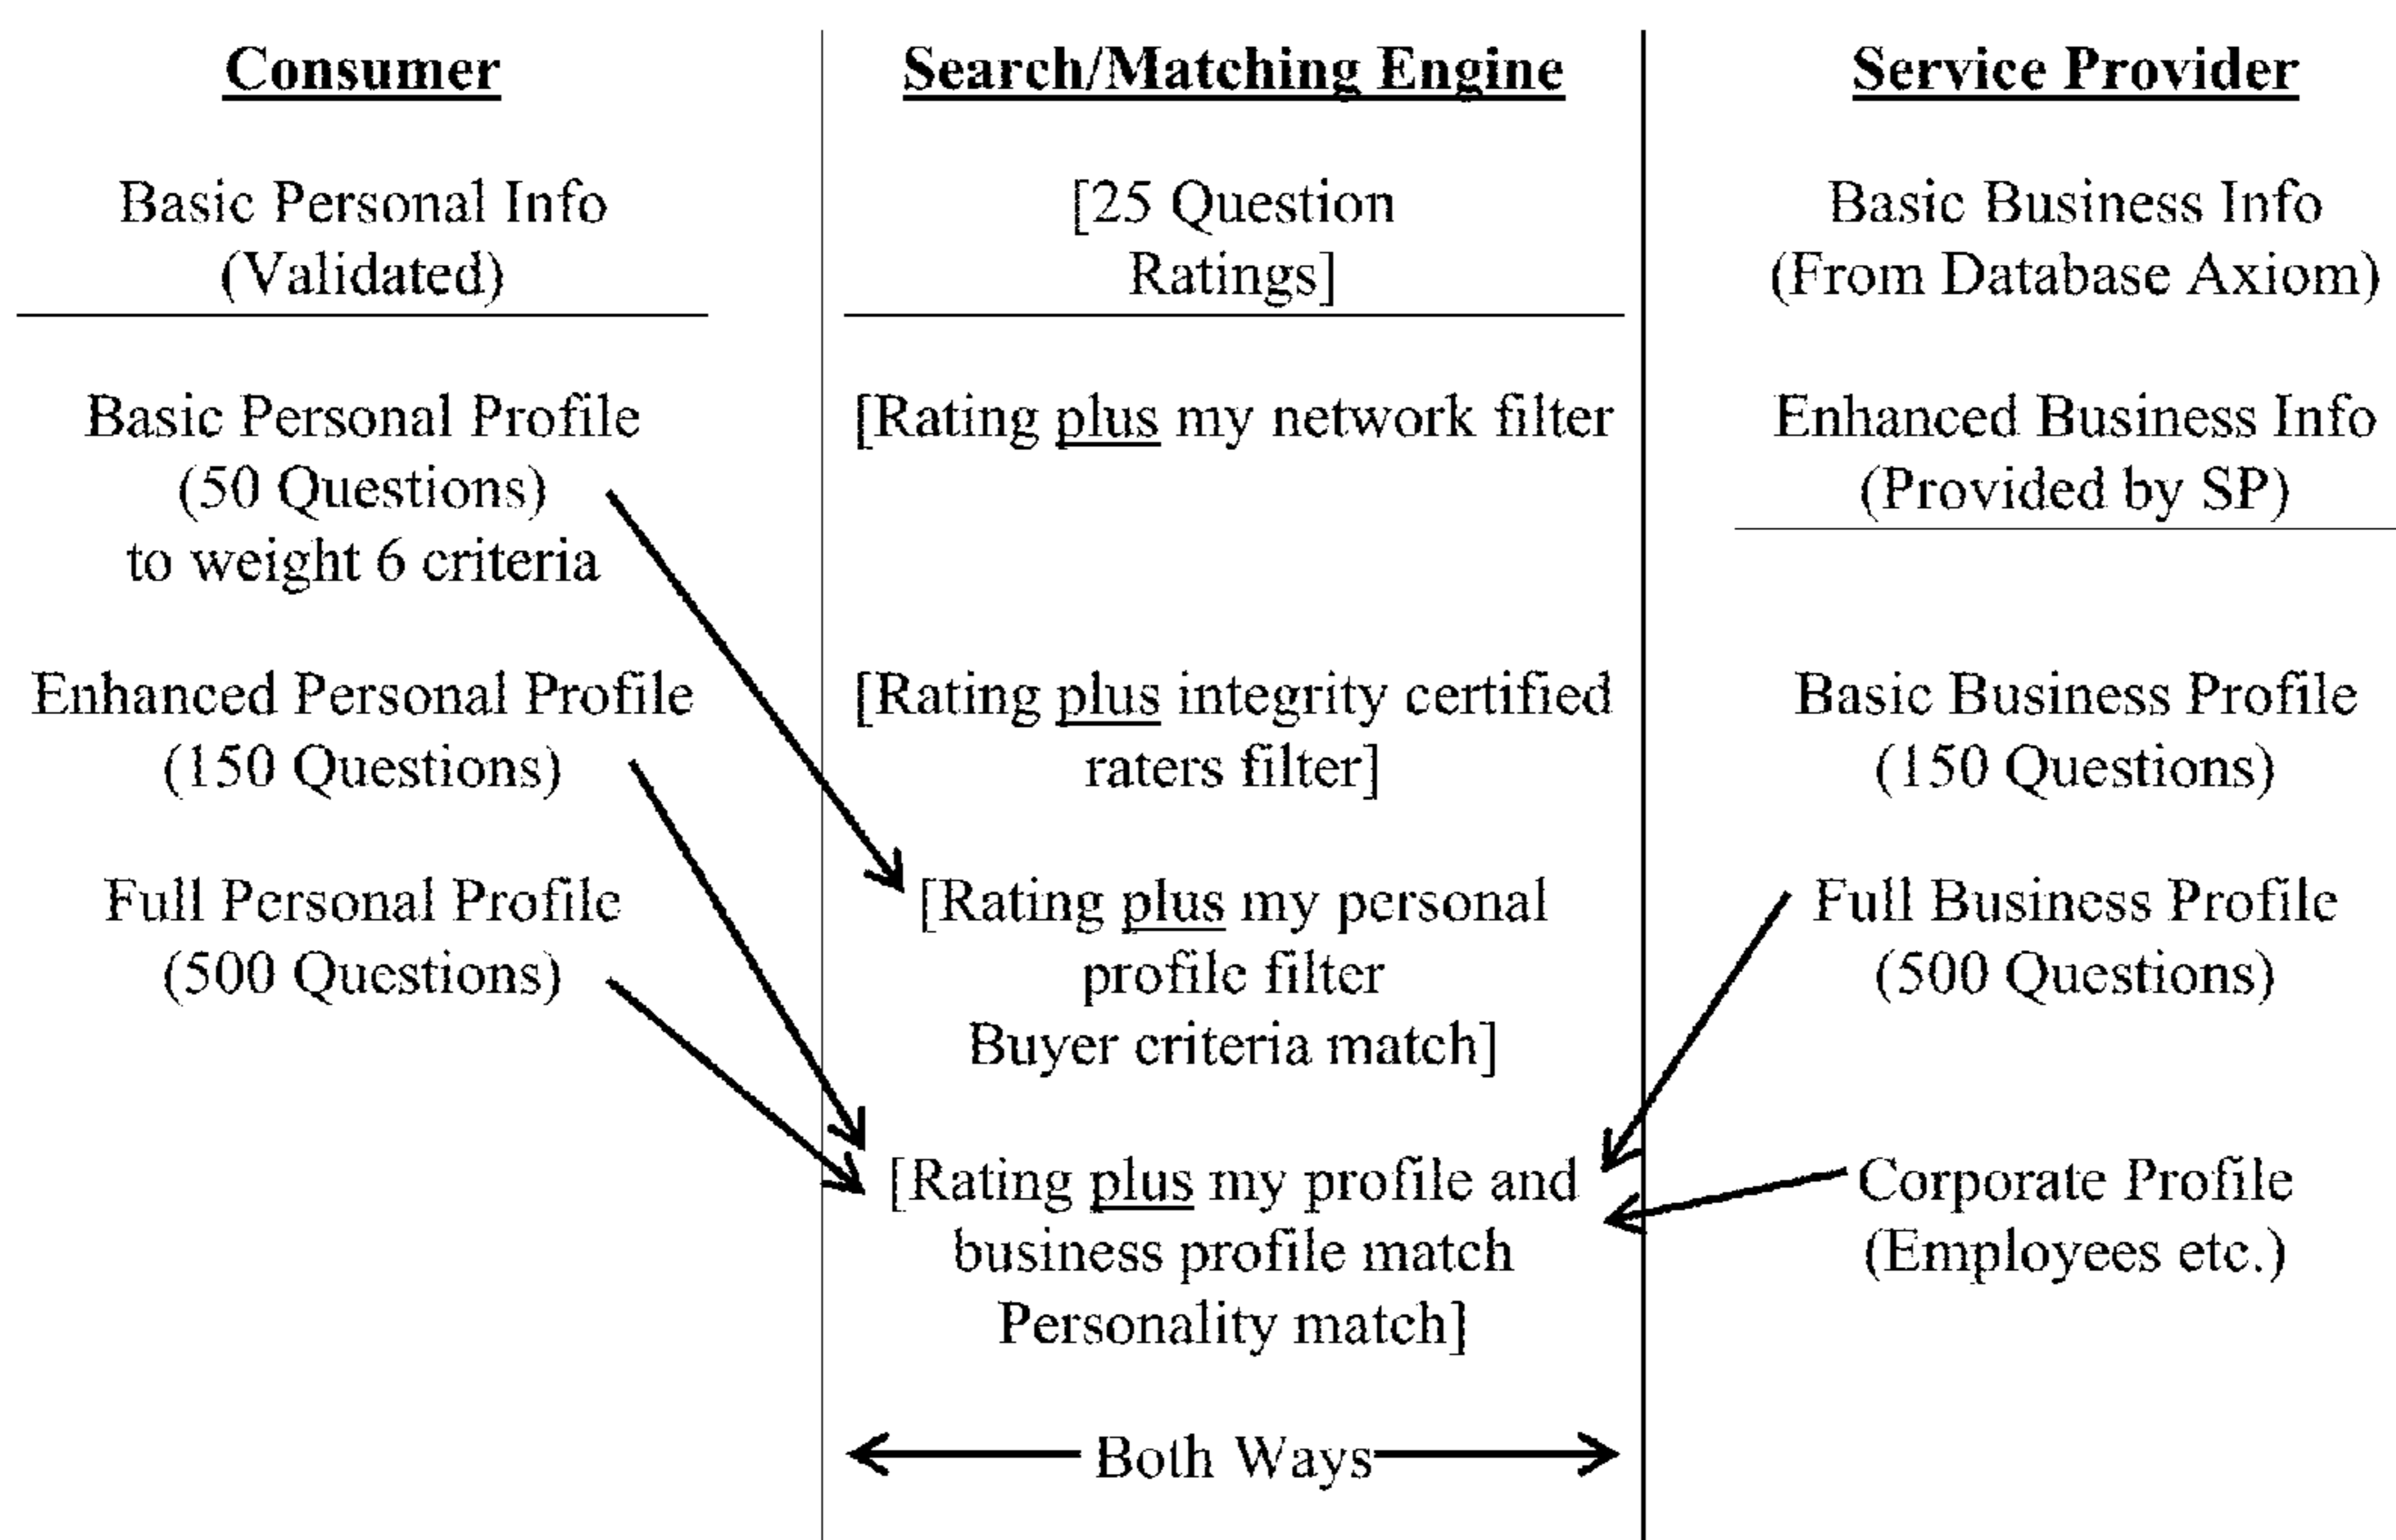 Consumer
Basic Personal Info
(Validated)
Basic Personal Profile
(50 Questions)
to weight 6 criteria
Enhanced Personal Profile
(150 Questions)
Full Personal Profile
(500 Questions)
Search/Matching Engine
[25 Question
Ratings]
[Rating plus my network filter
[Rating plus integrity certified
raters filter]
[Rating plus my personal
profile filter
Buyer criteria match]
[Rating plus my profile and
business profile match
Personality match]
Both Ways
Service Provider
Basic Business Info
(From Database Axiom)
Enhanced Business Info
(Provided by SP)
Basic Business Profile
(150 Questions)
Full Business Profile
(500 Questions)
Corporate Profile
(Employees etc.)